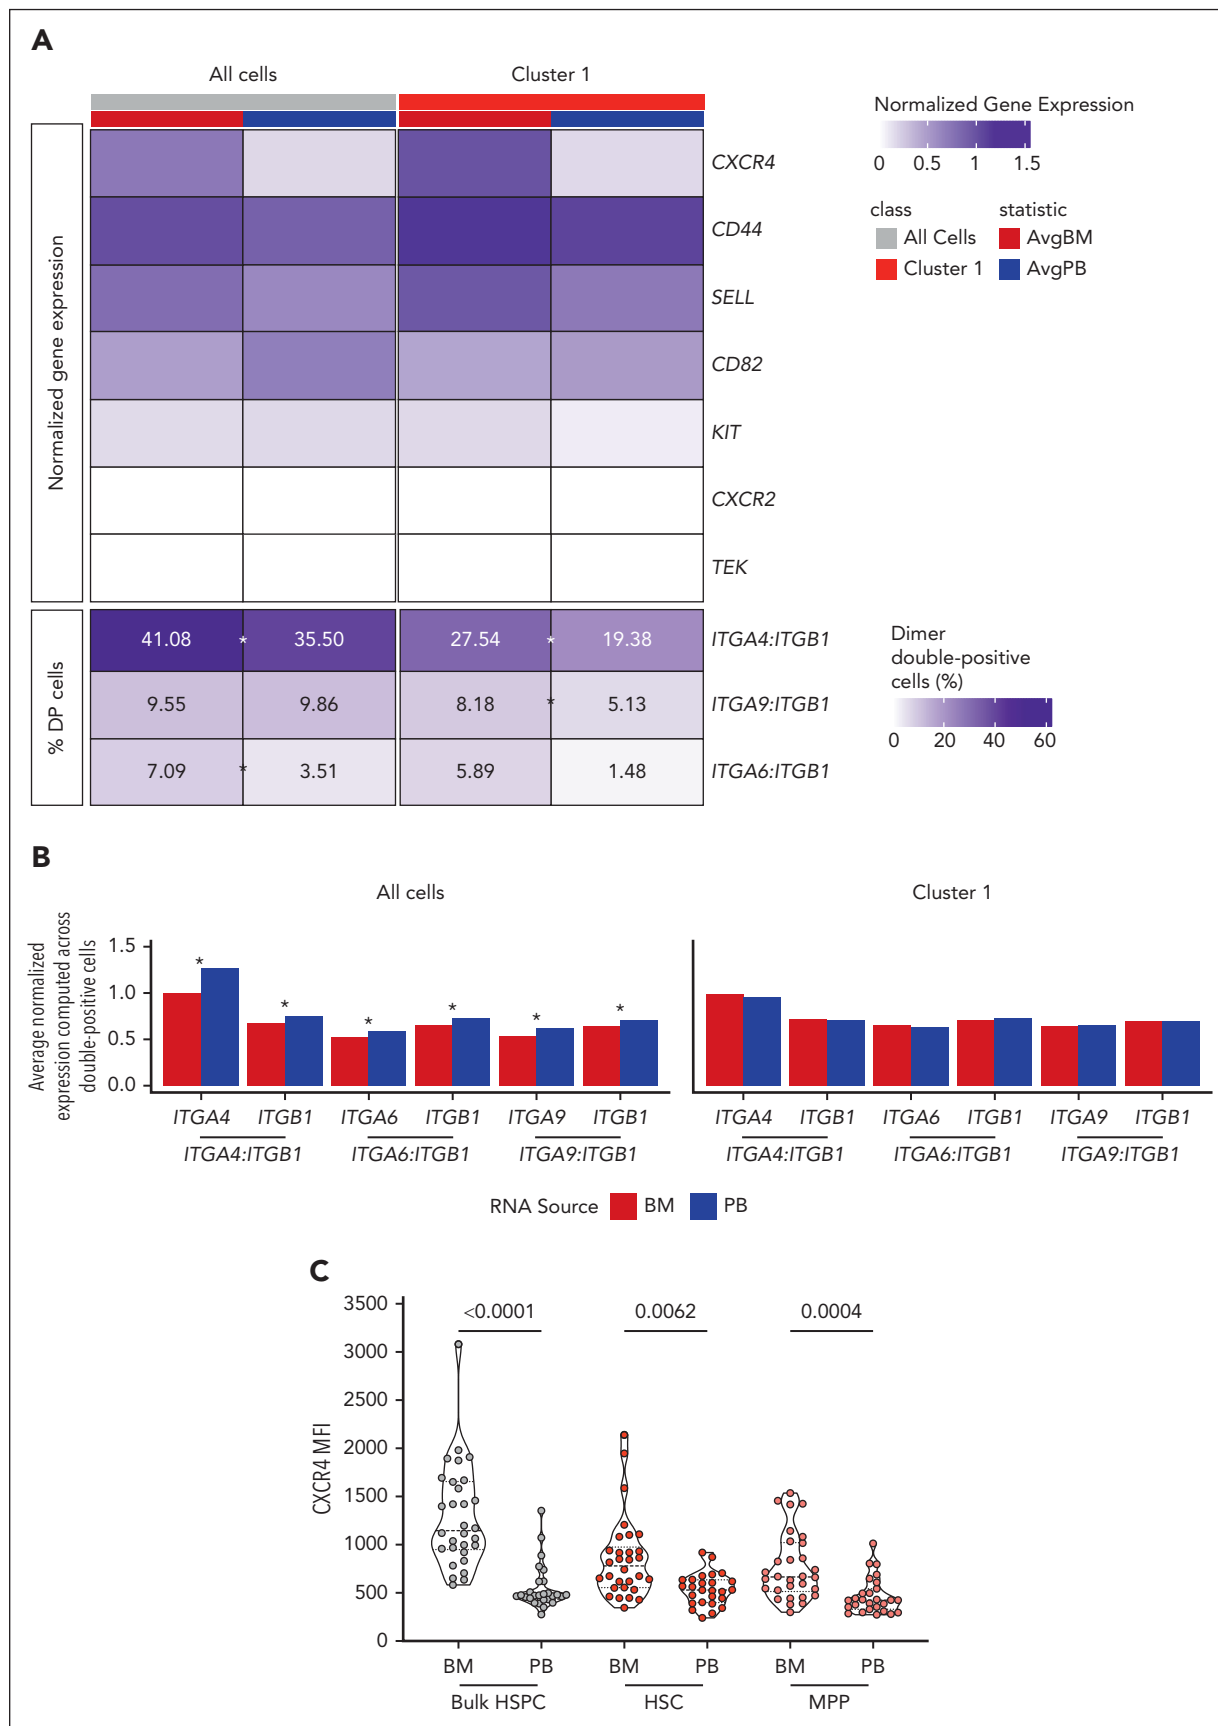 A
All cells
Cluster 1
Normalized Gene Expression
0 0.5 1 1.5
class
statistic
All Cells
AvgBM
Cluster 1
AvgPB
Normalized gene expression
CXCR4
CD44
SELL
CD82
KIT
CXCR2
TEK
% DP cells
41.08 * 35.50 27.54 * 19.38 ITGA4:ITGB1
9.55 9.86 8.18 * 5.13 ITGA9:ITGB1
7.09 * 3.51 5.89 1.48 ITGA6:ITGB1
Dimer
double-positive
cells (%)
0 20 40 60
B
All cells
Cluster 1
Average normalized
expression computed across
double-positive cells
1.5
1.0
0.5
0.0
* * * * * *
ITGA4 ITGB1 ITGA6 ITGB1 ITGA9 ITGB1
ITGA4:ITGB1 ITGA6:ITGB1 ITGA9:ITGB1
ITGA4 ITGB1 ITGA6 ITGB1 ITGA9 ITGB1
ITGA4:ITGB1 ITGA6:ITGB1 ITGA9:ITGB1
RNA Source BM PB
C
CXCR4 MFI
3500
3000
2500
2000
1500
1000
500
0
<0.0001 0.0062 0.0004
BM PB BM PB BM PB
Bulk HSPC HSC MPP